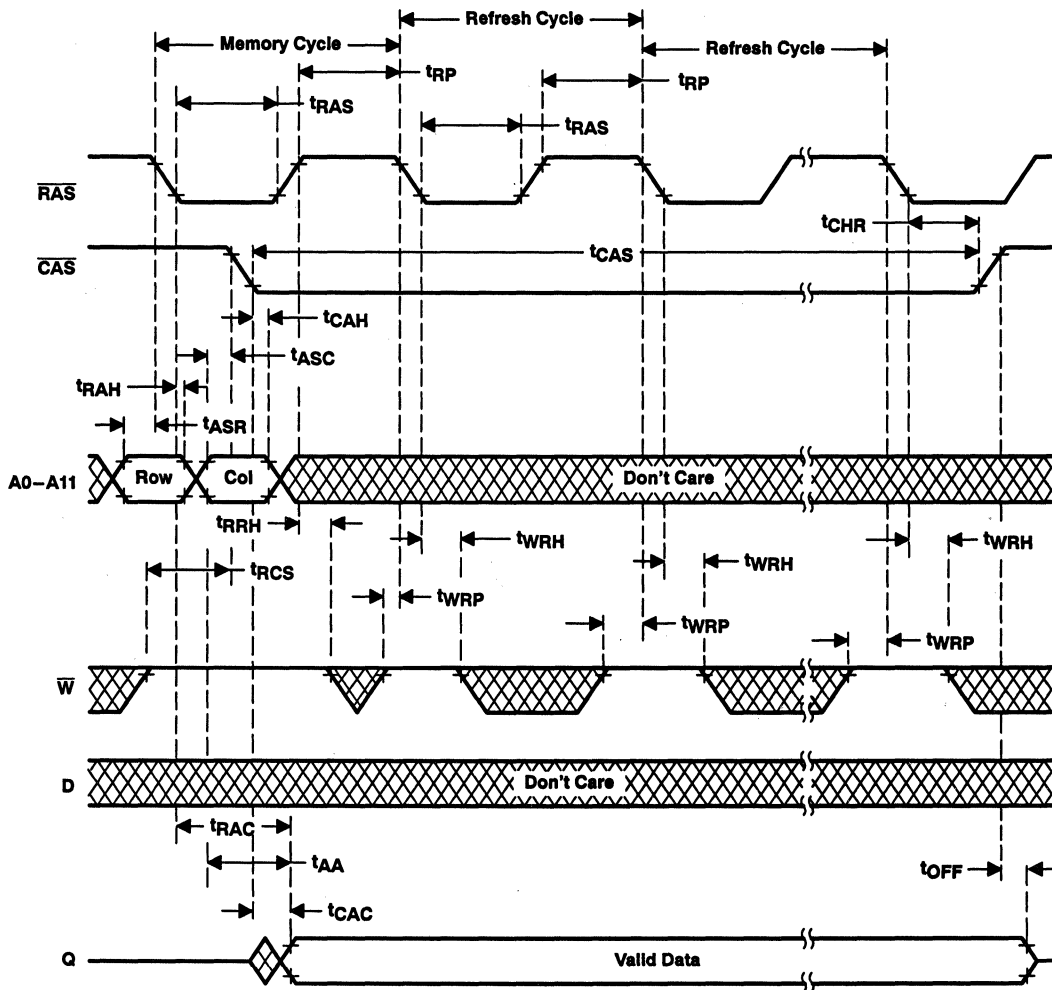 Refresh Cycle
Memory Cycle
Refresh Cycle
tRP
tRP
tRAS
tRAS
RAS
tCHR
CAS
tCAS
tCAH
tASC
tRAH
tASR
A0–A11
Row
Col
Don't Care
tRRH
tWRH
tWRH
tWRH
tRCS
tWRP
tWRP
tWRP
W
D
Don't Care
tRAC
tAA
tOFF
tCAC
Q
Valid Data